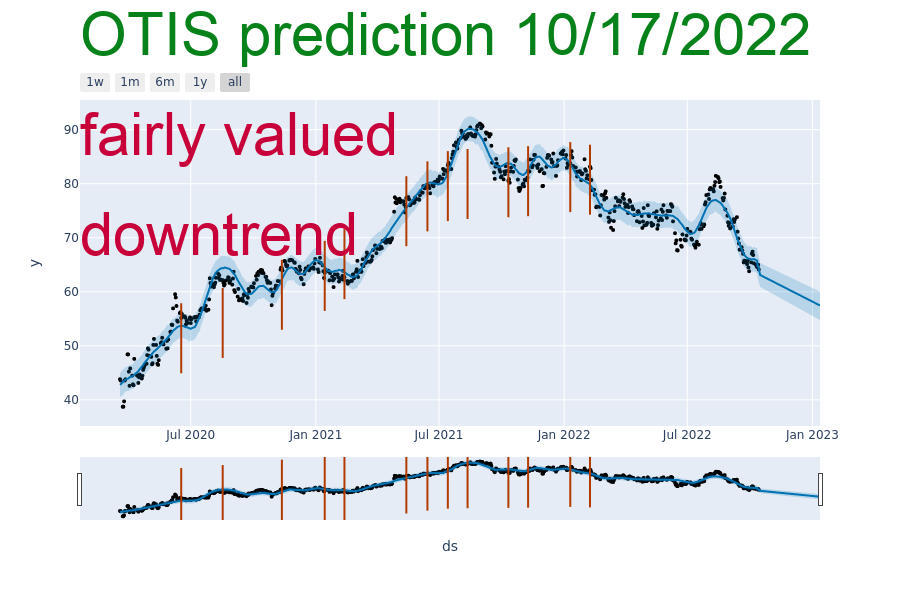 OTIS prediction 10/17/2022
1w 1m 6m 1y all
fairly valued
downtrend
90
80
70
60
50
40
y
Jul 2020 Jan 2021 Jul 2021 Jan 2022 Jul 2022 Jan 2023
ds